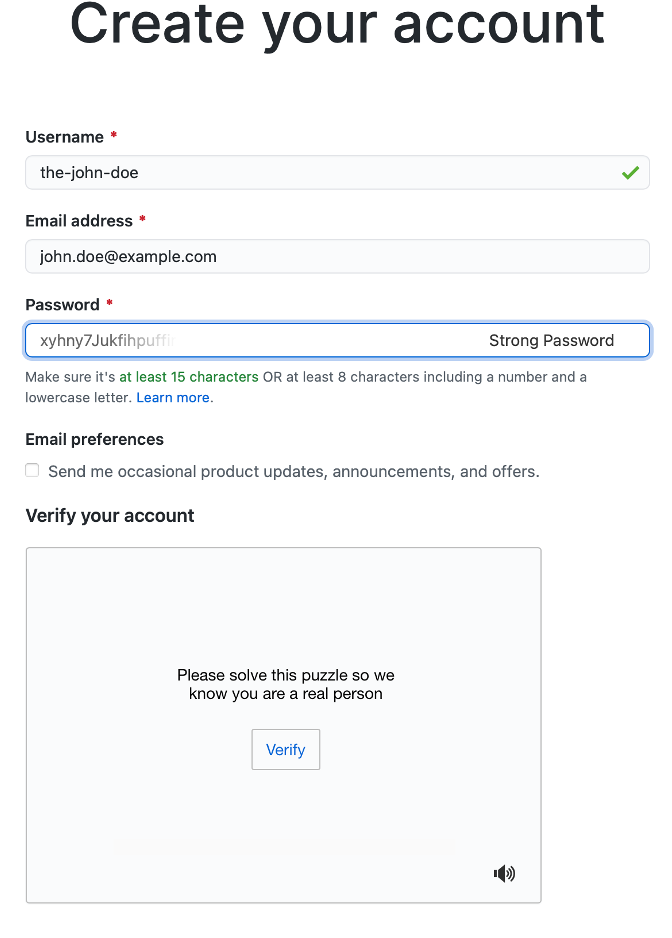 Create your account
Username *
the-john-doe
Email address *
john.doe@example.com
Password *
xyhny7Jukfihpuffin Strong Password
Make sure it's at least 15 characters OR at least 8 characters including a number and a
lowercase letter. Learn more.
Email preferences
Send me occasional product updates, announcements, and offers.
Verify your account
Please solve this puzzle so we
know you are a real person
Verify